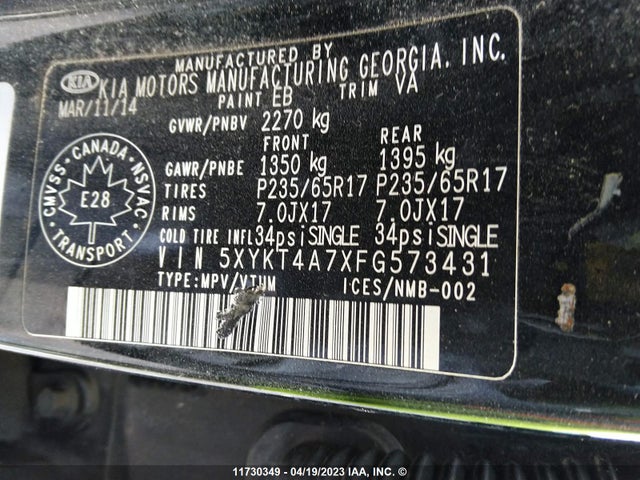 MANUFACTURED BY
KIA KIA MOTORS MANUFACTURING GEORGIA. INC.
MAR/11/14 PAINT EB TRIM VA
GVWR/PNBV 2270 kg
FRONT REAR
GAWR/PNBE 1350 kg 1395 kg
TIRES P235/65R17 P235/65R17
RIMS 7.0JX17 7.0JX17
COLD TIRE INFL 34psi SINGLE 34psi SINGLE
VIN 5XYKT4A7XFG573431
TYPE:MPV/VTUM ICES/NMB-002
CANADA
CMVSS NSVAC
E28
TRANSPORT
11730349 - 04/19/2023 IAA, INC. ©